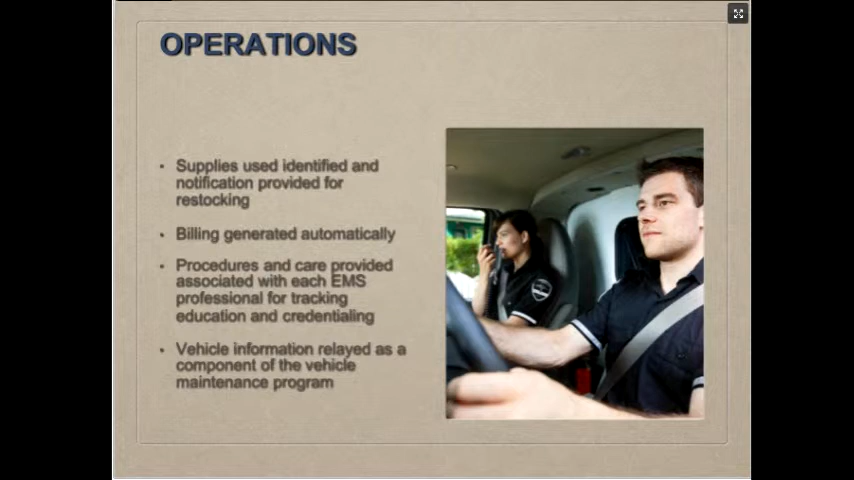 OPERATIONS
• Supplies used identified and
notification provided for
restocking
• Billing generated automatically
• Procedures and care provided
associated with each EMS
professional for tracking
education and credentialing
• Vehicle information relayed as a
component of the vehicle
maintenance program